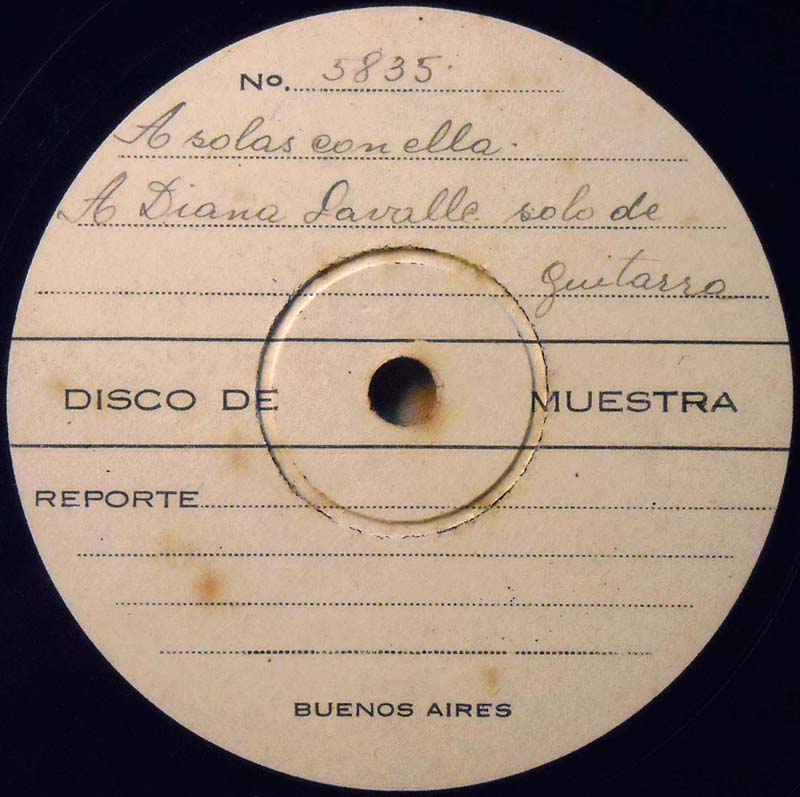 No. 5835.
A solas con ella.
A Diana Lavalle. solo de
guitarra
DISCO DE MUESTRA
REPORTE
BUENOS AIRES